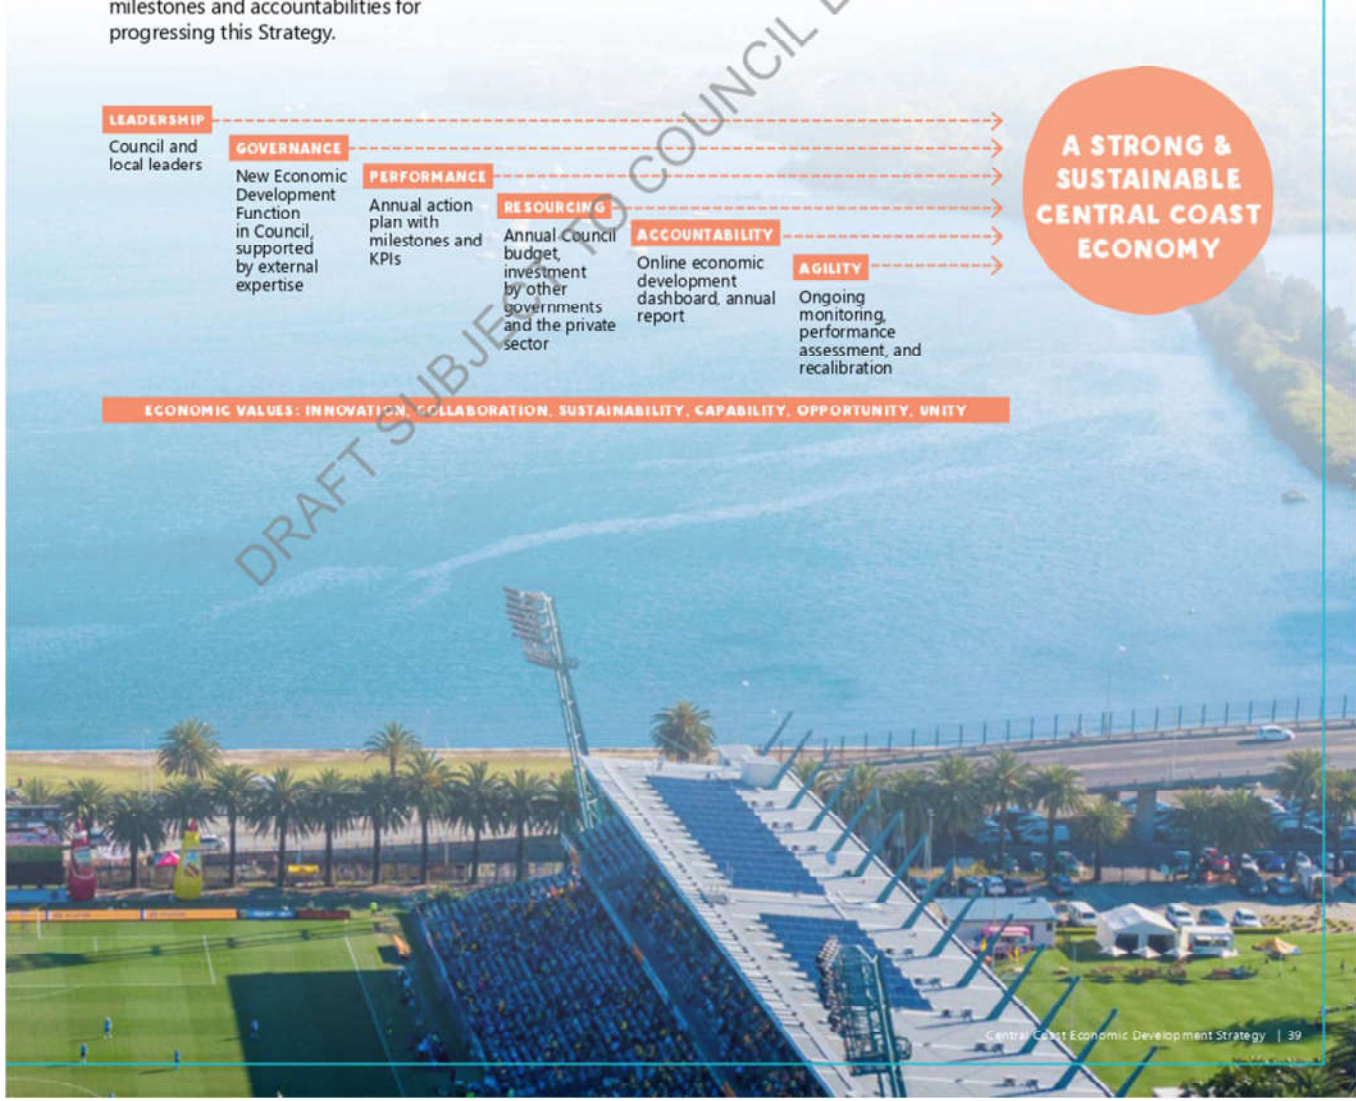 milestones and accountabilities for
progressing this Strategy.
LEADERSHIP
Council and
local leaders
GOVERNANCE
New Economic
Development
Function
in Council,
supported
by external
expertise
PERFORMANCE
Annual action
plan with
milestones and
KPIs
RESOURCING
Annual Council
budget,
investment
by other
governments
and the private
sector
ACCOUNTABILITY
Online economic
development
dashboard, annual
report
AGILITY
Ongoing
monitoring,
performance
assessment, and
recalibration
A STRONG &
SUSTAINABLE
CENTRAL COAST
ECONOMY
ECONOMIC VALUES: INNOVATION, COLLABORATION, SUSTAINABILITY, CAPABILITY, OPPORTUNITY, UNITY
DRAFT SUBJECT TO COUNCIL
Central Coast Economic Development Strategy | 39